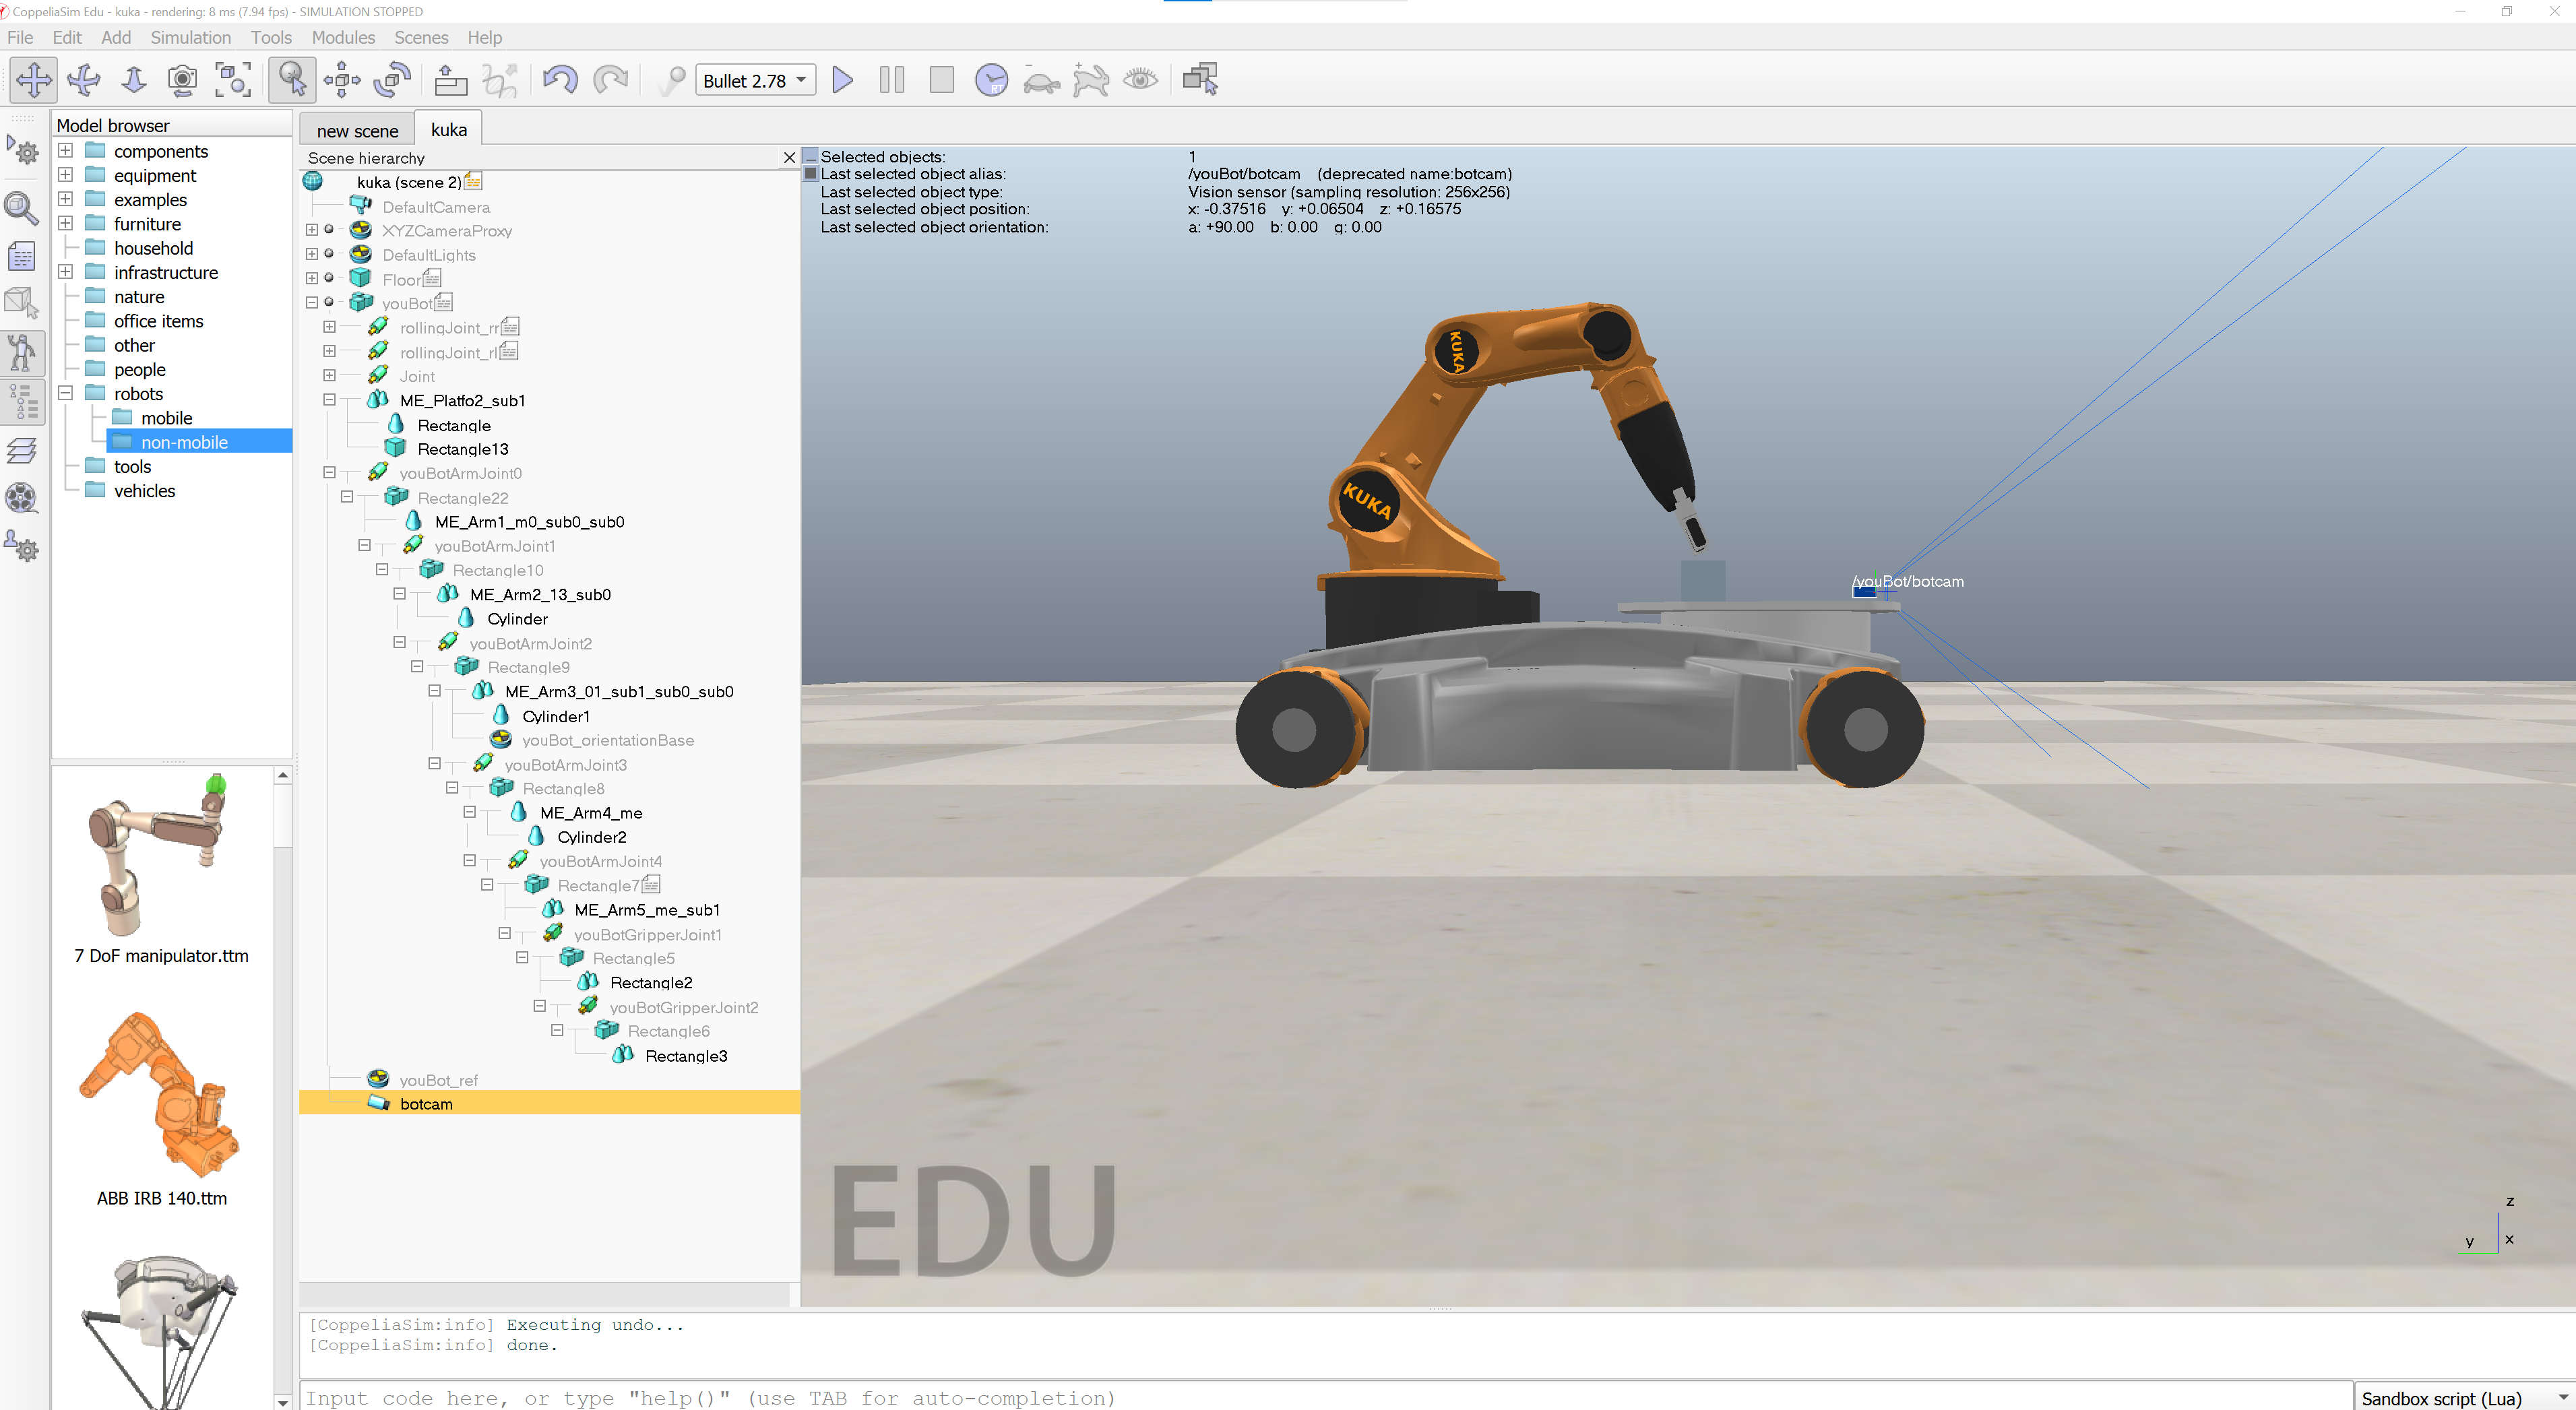 CoppeliaSim Edu - kuka - rendering: 8 ms (7.94 fps) - SIMULATION STOPPED
File Edit Add Simulation Tools Modules Scenes Help
Bullet 2.78
RT
Model browser
components
equipment
examples
furniture
household
infrastructure
nature
office items
other
people
robots
mobile
non-mobile
tools
vehicles
7 DoF manipulator.ttm
ABB IRB 140.ttm
new scene kuka
Scene hierarchy
kuka (scene 2)
DefaultCamera
XYZCameraProxy
DefaultLights
Floor
youBot
rollingJoint_rr
rollingJoint_rl
Joint
ME_Platfo2_sub1
Rectangle
Rectangle13
youBotArmJoint0
Rectangle22
ME_Arm1_m0_sub0_sub0
youBotArmJoint1
Rectangle10
ME_Arm2_13_sub0
Cylinder
youBotArmJoint2
Rectangle9
ME_Arm3_01_sub1_sub0_sub0
Cylinder1
youBot_orientationBase
youBotArmJoint3
Rectangle8
ME_Arm4_me
Cylinder2
youBotArmJoint4
Rectangle7
ME_Arm5_me_sub1
youBotGripperJoint1
Rectangle5
Rectangle2
youBotGripperJoint2
Rectangle6
Rectangle3
youBot_ref
botcam
Selected objects: 1
Last selected object alias: /youBot/botcam (deprecated name:botcam)
Last selected object type: Vision sensor (sampling resolution: 256x256)
Last selected object position: x: -0.37516 y: +0.06504 z: +0.16575
Last selected object orientation: a: +90.00 b: 0.00 g: 0.00
KUKA
KUKA
/youBot/botcam
EDU
z
y x
[CoppeliaSim:info] Executing undo...
[CoppeliaSim:info] done.
Input code here, or type "help()" (use TAB for auto-completion)
Sandbox script (Lua)